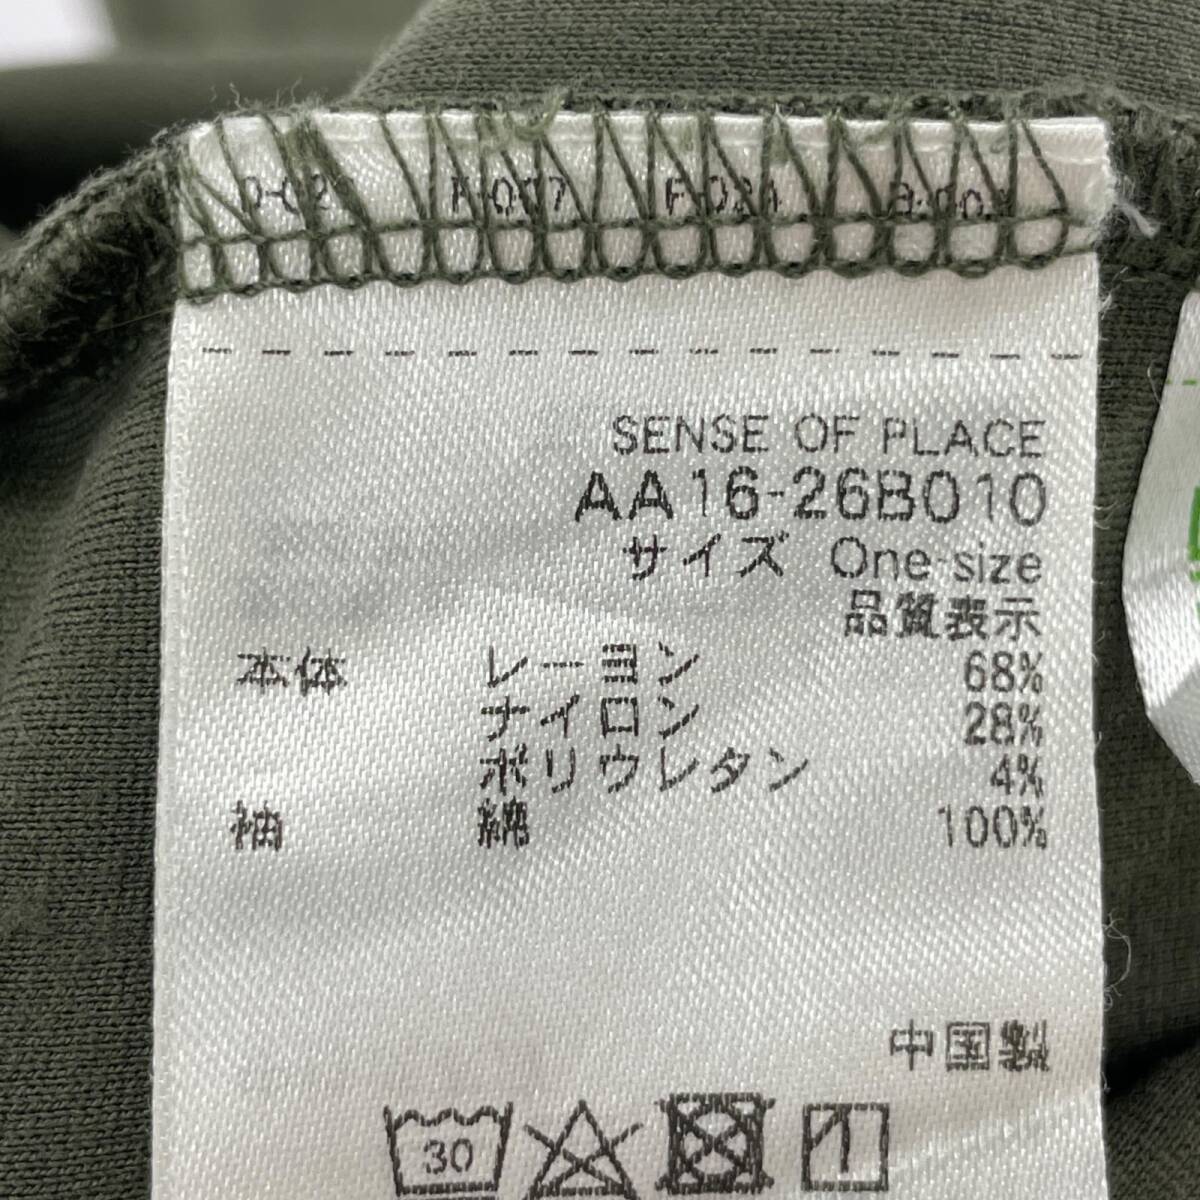 SENSE OF PLACE
AA16-26B010
サイズ One-size
品質表示
本体 レーヨン 68%
ナイロン 28%
ポリウレタン 4%
袖 綿 100%
中国製
30